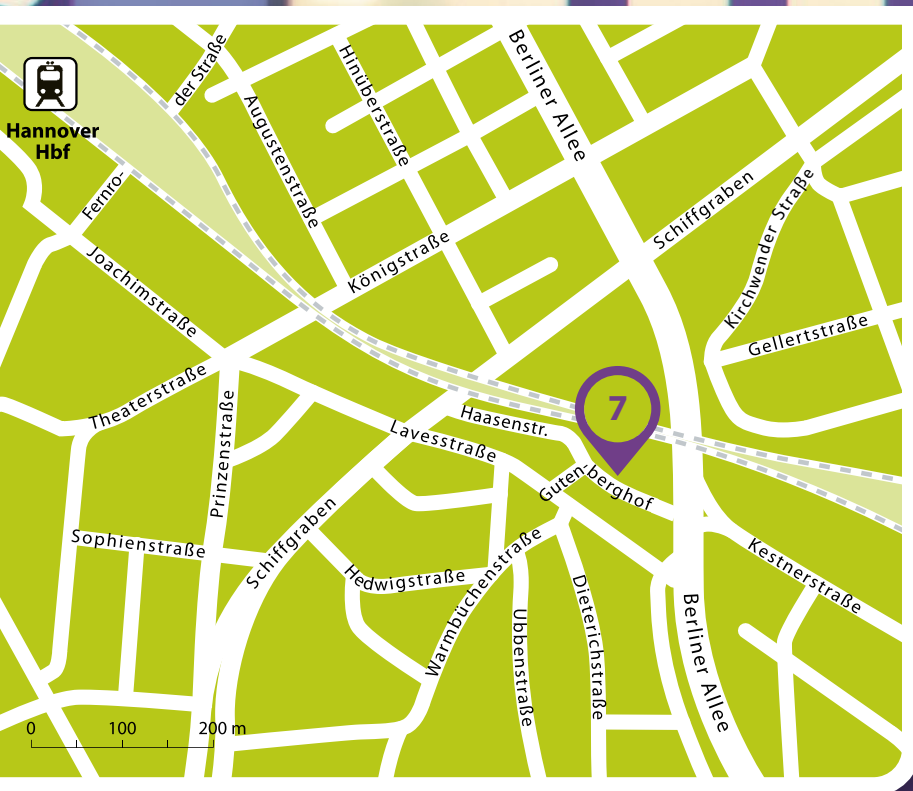 Berliner Allee
der Straße
Hinüberstraße
Augustenstraße
Hannover
Hbf
Fernro-
Schiffgraben
Kirchwender Straße
Königstraße
Joachimstraße
Gellertstraße
Theaterstraße
Prinzenstraße
7
Haasenstr.
Lavesstraße
Guten-
berghof
Schiffgraben
Sophienstraße
Kestnerstraße
Hedwigstraße
Warmbüchenstraße
Dieterichstraße
Ubbenstraße
Berliner Allee
0 100 200 m